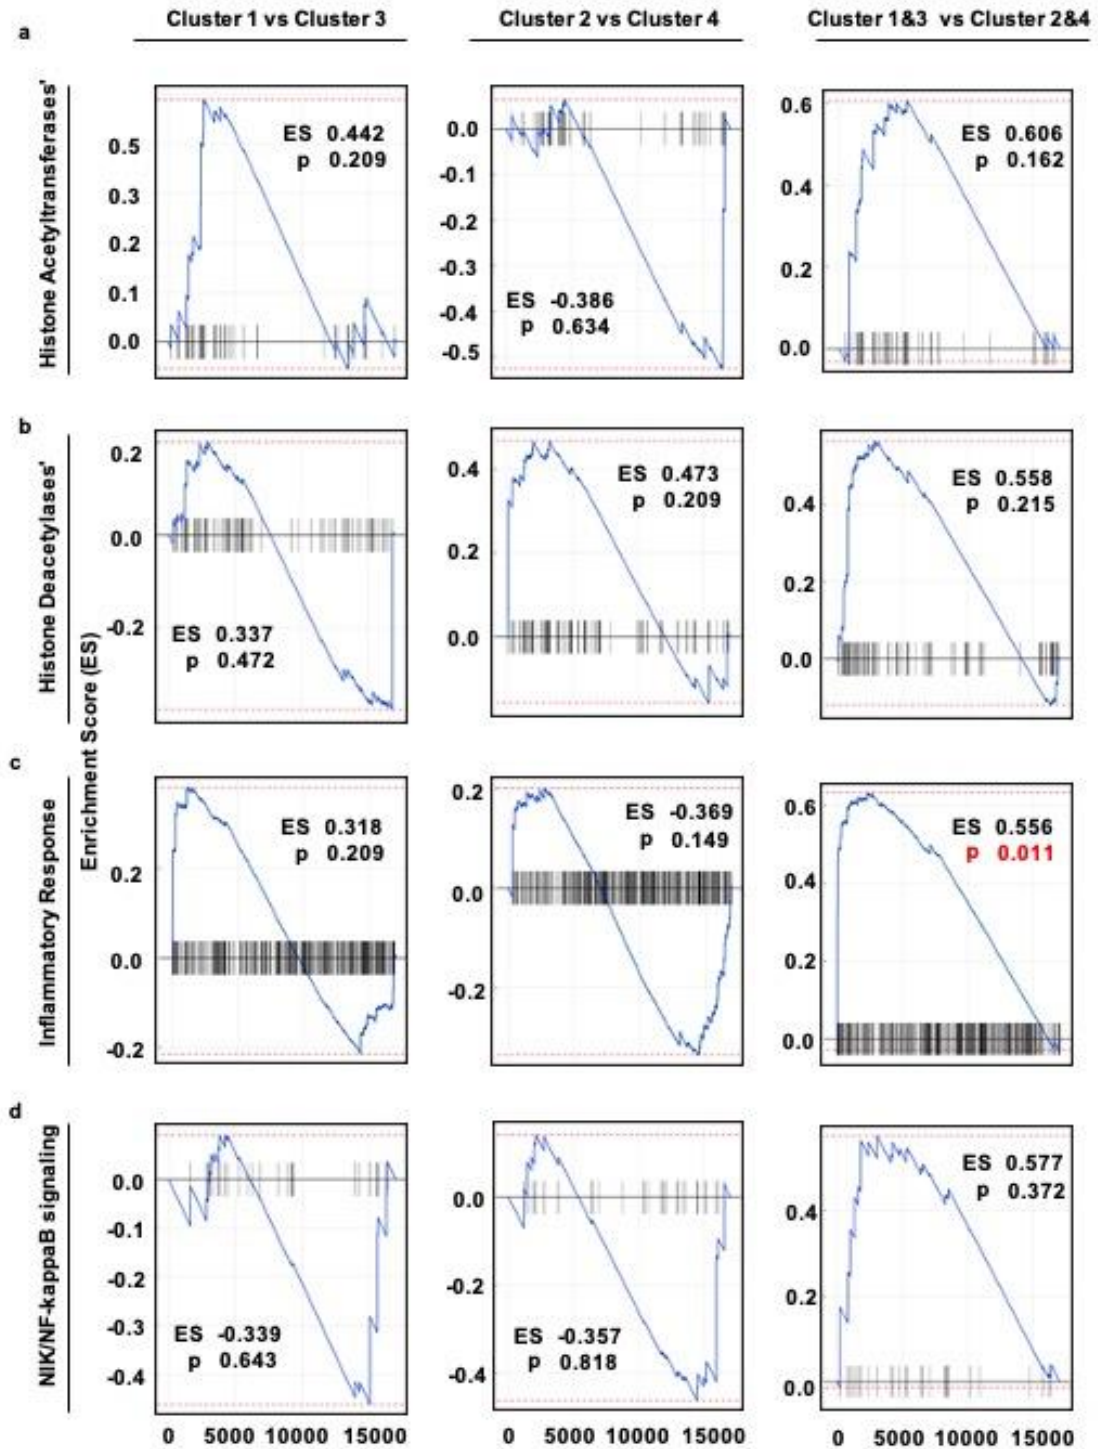 Cluster 1 vs Cluster 3
Cluster 2 vs Cluster 4
Cluster 1&3 vs Cluster 2&4
a
Histone Acetyltransferases'
0.5
0.3
0.2
0.1
0.0
ES 0.442
p 0.209
0.0
-0.1
-0.2
-0.3
-0.4
-0.5
ES -0.386
p 0.634
0.6
0.4
0.2
0.0
ES 0.606
p 0.162
b
Histone Deacetylases'
Enrichment Score (ES)
0.2
0.0
-0.2
ES 0.337
p 0.472
0.4
0.2
0.0
ES 0.473
p 0.209
0.4
0.2
0.0
ES 0.558
p 0.215
c
Inflammatory Response
0.2
0.0
-0.2
ES 0.318
p 0.209
0.2
0.0
-0.2
ES -0.369
p 0.149
0.6
0.4
0.2
0.0
ES 0.556
p 0.011
d
NIK/NF-kappaB signaling
0.0
-0.1
-0.2
-0.3
-0.4
ES -0.339
p 0.643
0.0
-0.2
-0.4
ES -0.357
p 0.818
0.4
0.2
0.0
ES 0.577
p 0.372
0 5000 10000 15000
0 5000 10000 15000
0 5000 10000 15000